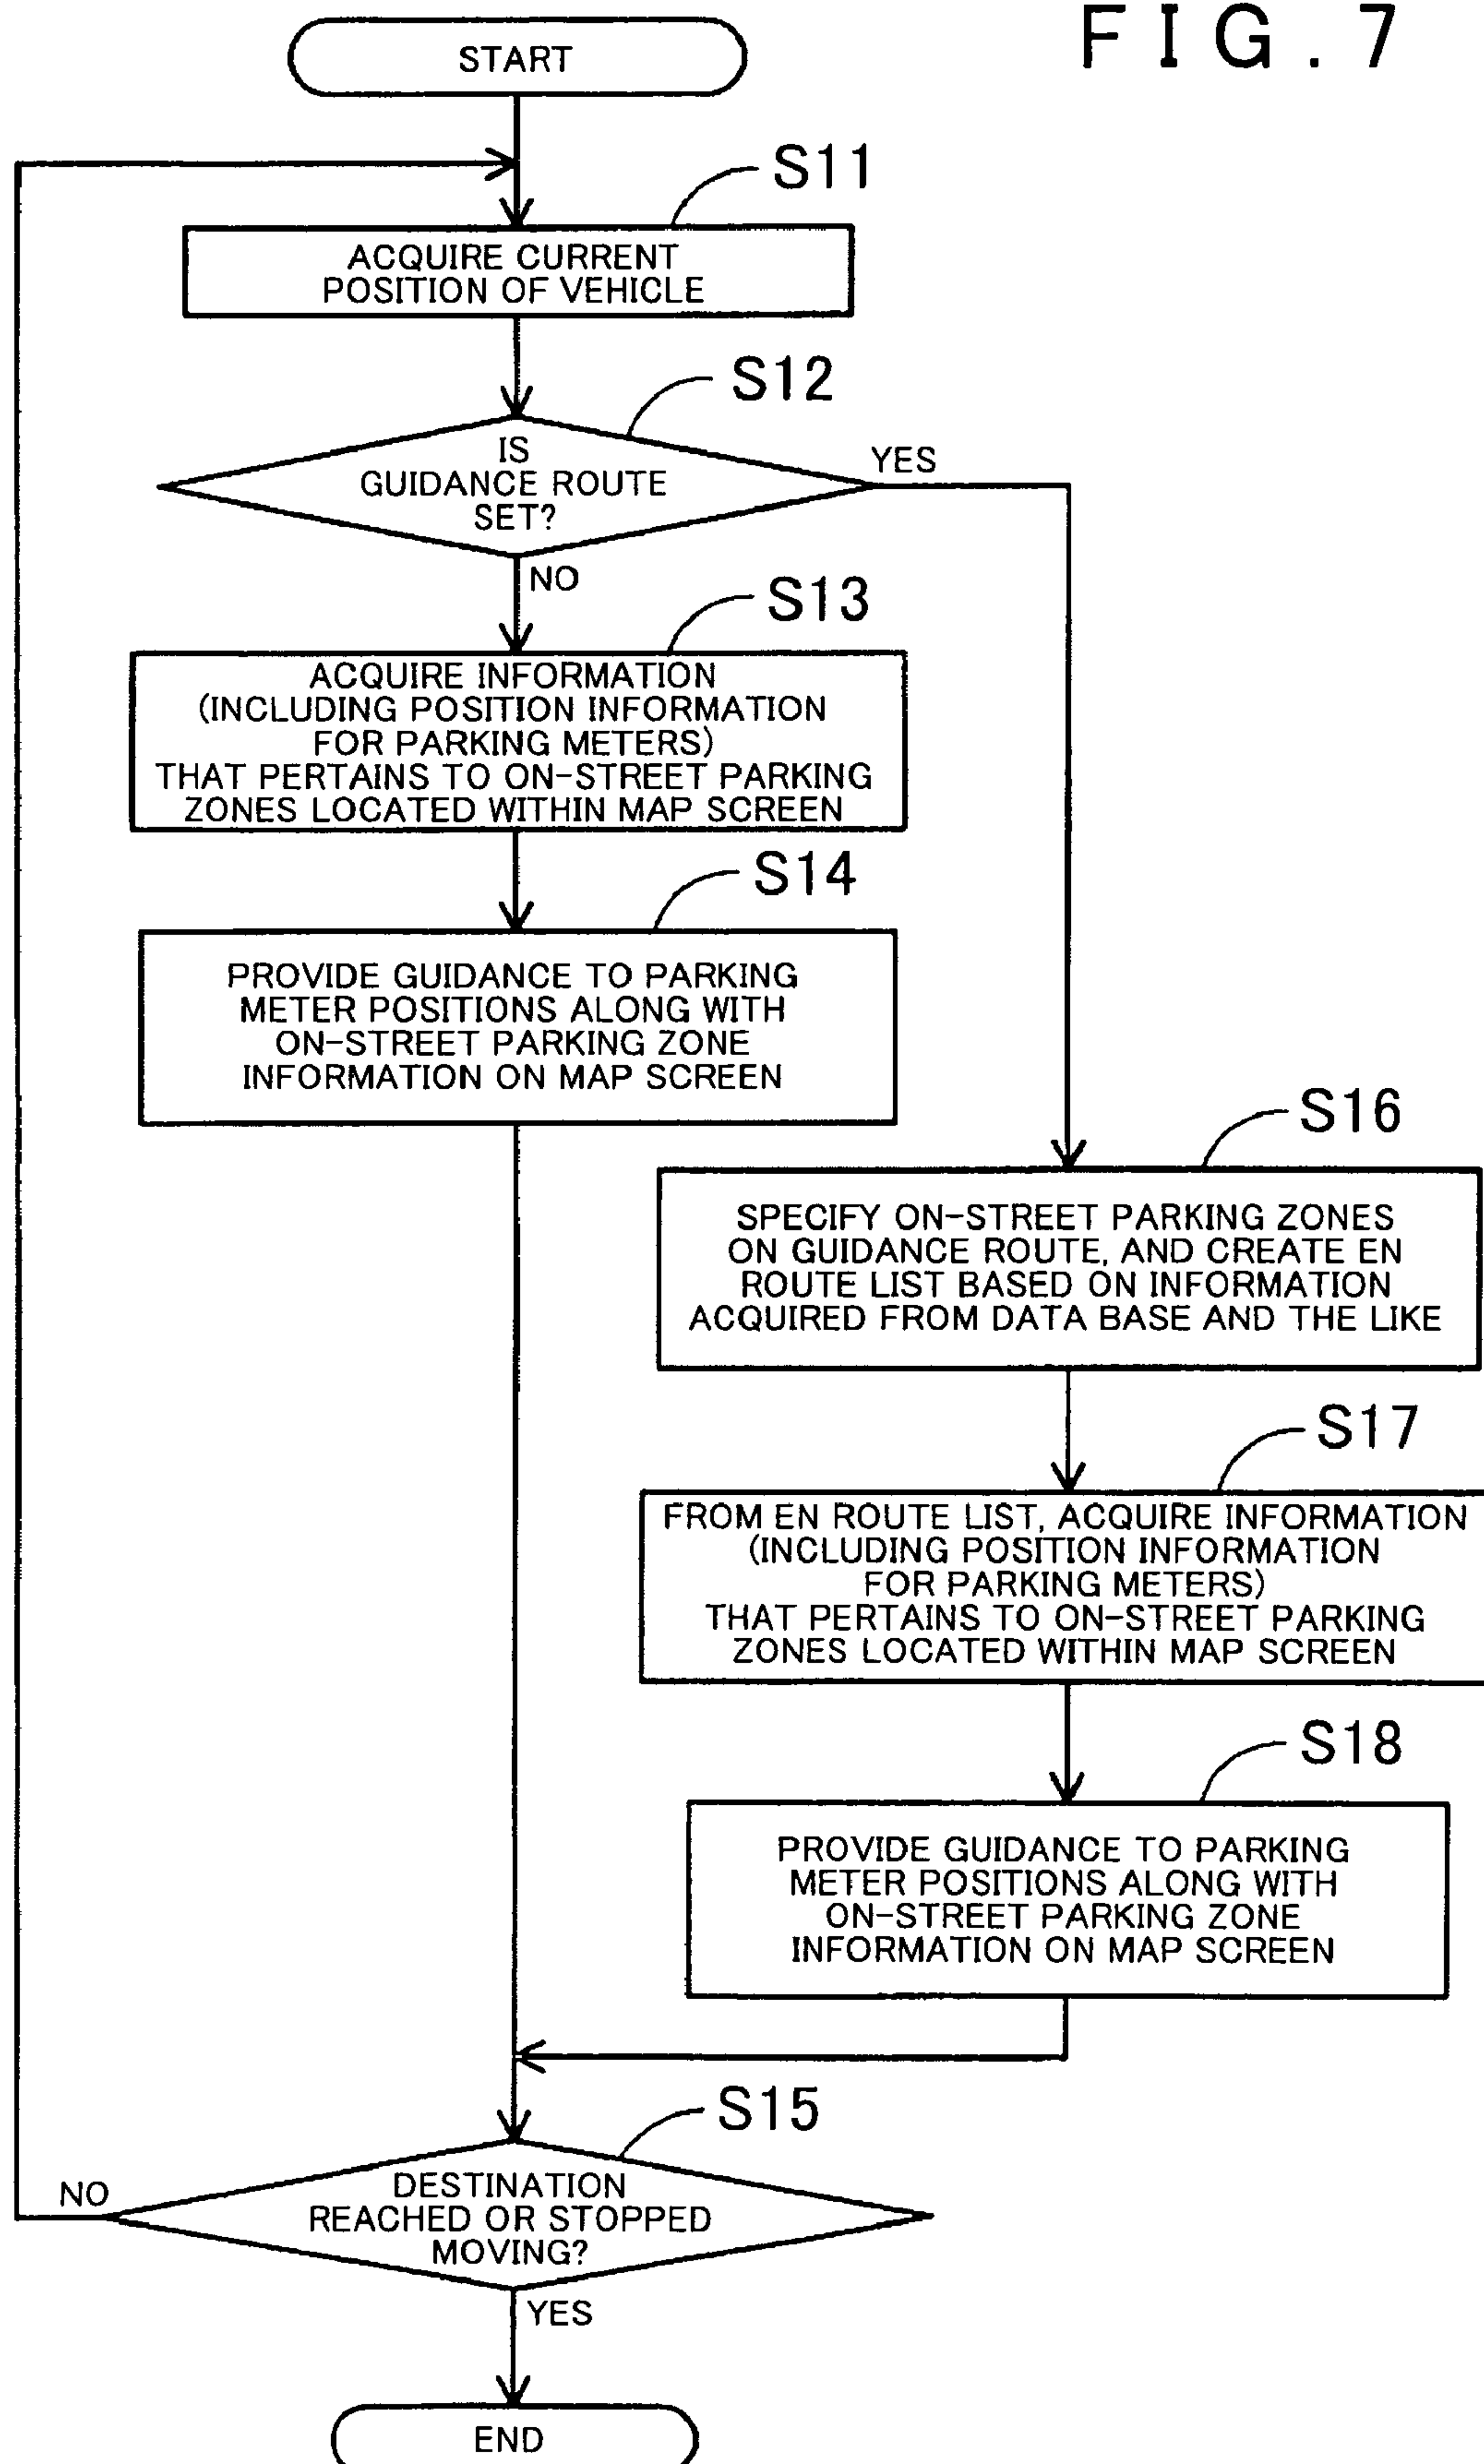 FIG.7
START
S11
ACQUIRE CURRENT
POSITION OF VEHICLE
S12
IS
GUIDANCE ROUTE
SET?
YES
NO
S13
ACQUIRE INFORMATION
(INCLUDING POSITION INFORMATION
FOR PARKING METERS)
THAT PERTAINS TO ON-STREET PARKING
ZONES LOCATED WITHIN MAP SCREEN
S14
PROVIDE GUIDANCE TO PARKING
METER POSITIONS ALONG WITH
ON-STREET PARKING ZONE
INFORMATION ON MAP SCREEN
S16
SPECIFY ON-STREET PARKING ZONES
ON GUIDANCE ROUTE, AND CREATE EN
ROUTE LIST BASED ON INFORMATION
ACQUIRED FROM DATA BASE AND THE LIKE
S17
FROM EN ROUTE LIST, ACQUIRE INFORMATION
(INCLUDING POSITION INFORMATION
FOR PARKING METERS)
THAT PERTAINS TO ON-STREET PARKING
ZONES LOCATED WITHIN MAP SCREEN
S18
PROVIDE GUIDANCE TO PARKING
METER POSITIONS ALONG WITH
ON-STREET PARKING ZONE
INFORMATION ON MAP SCREEN
S15
NO
DESTINATION
REACHED OR STOPPED
MOVING?
YES
END